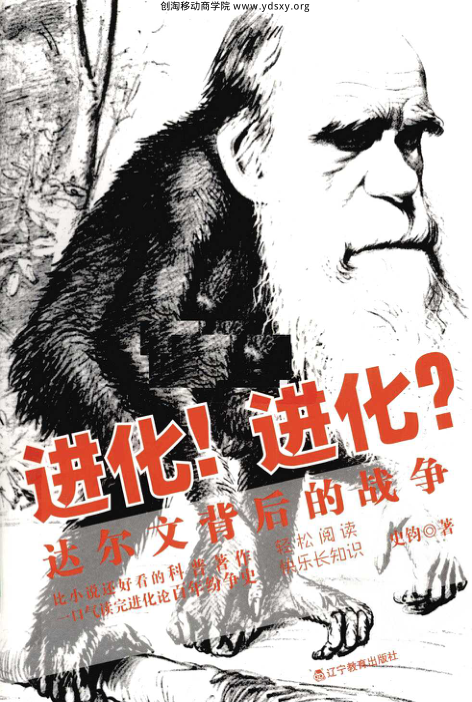 创淘移动商学院 www.ydsxy.org
进化！进化？
达尔文背后的战争
比小说还好看的科普著作
一口气读完进化论百年纷争史
轻松阅读
快乐长知识
史钧◎著
辽宁教育出版社